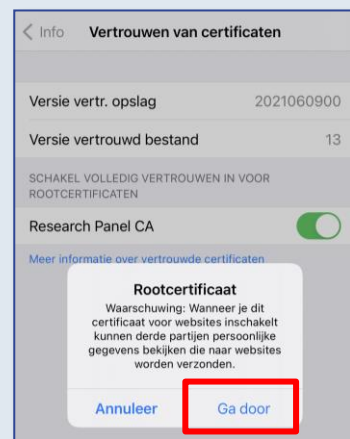 Info Vertrouwen van certificaten
Versie vertr. opslag 2021060900
Versie vertrouwd bestand 13
SCHAKEL VOLLEDIG VERTROUWEN IN VOOR
ROOTCERTIFICATEN
Research Panel CA
Meer informatie over vertrouwde certificaten
Rootcertificaat
Waarschuwing: Wanneer je dit
certificaat voor websites inschakelt
kunnen derde partijen persoonlijke
gegevens bekijken die naar websites
worden verzonden.
Annuleer Ga door